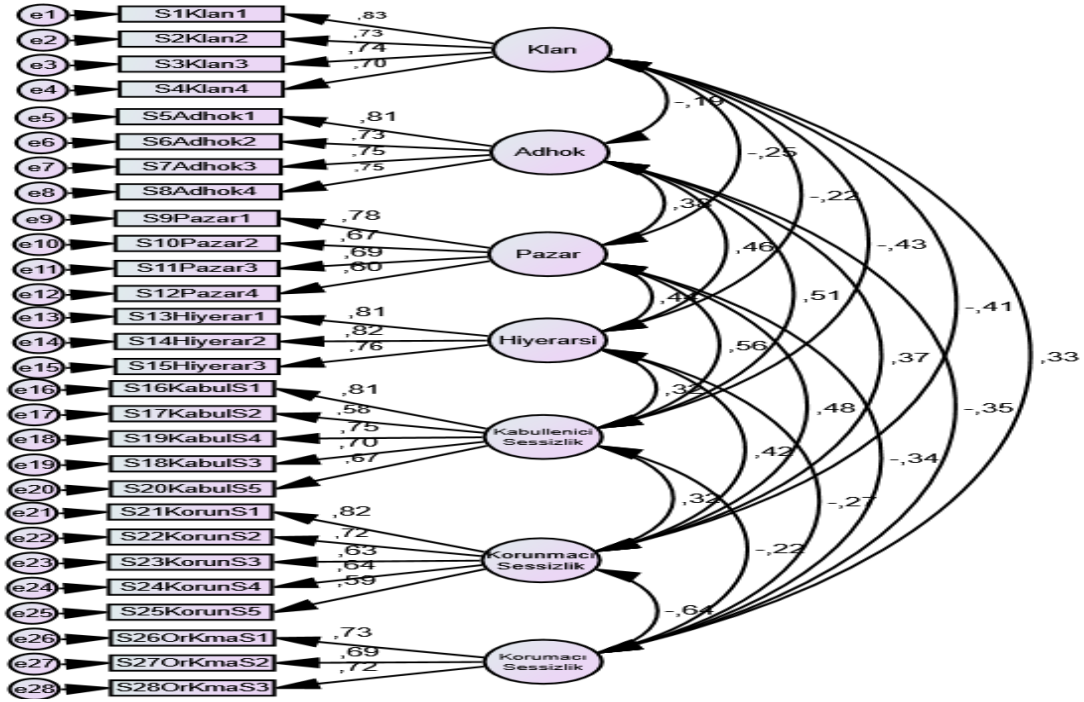 e1 S1Klan1 ,83
e2 S2Klan2 ,73
e3 S3Klan3 ,74
e4 S4Klan4 ,70
Klan
e5 S5Adhok1 ,81
e6 S6Adhok2 ,73
e7 S7Adhok3 ,75
e8 S8Adhok4 ,75
Adhok
e9 S9Pazar1 ,78
e10 S10Pazar2 ,67
e11 S11Pazar3 ,69
e12 S12Pazar4 ,60
Pazar
e13 S13Hiyerar1 ,81
e14 S14Hiyerar2 ,82
e15 S15Hiyerar3 ,76
Hiyerarsi
e16 S16KabulS1 ,81
e17 S17KabulS2 ,58
e18 S19KabulS4 ,75
e19 S18KabulS3 ,70
e20 S20KabulS5 ,67
Kabullenici
Sessizlik
e21 S21KorunS1 ,82
e22 S22KorunS2 ,72
e23 S23KorunS3 ,63
e24 S24KorunS4 ,64
e25 S25KorunS5 ,59
Korunmacı
Sessizlik
e26 S26OrKmaS1 ,73
e27 S27OrKmaS2 ,69
e28 S28OrKmaS3 ,72
Korumacı
Sessizlik
-,25
-,22
-,43
-,41
,33
,46
,51
,37
-,35
,56
,48
-,34
,42
-,27
,32
-,22
-,64